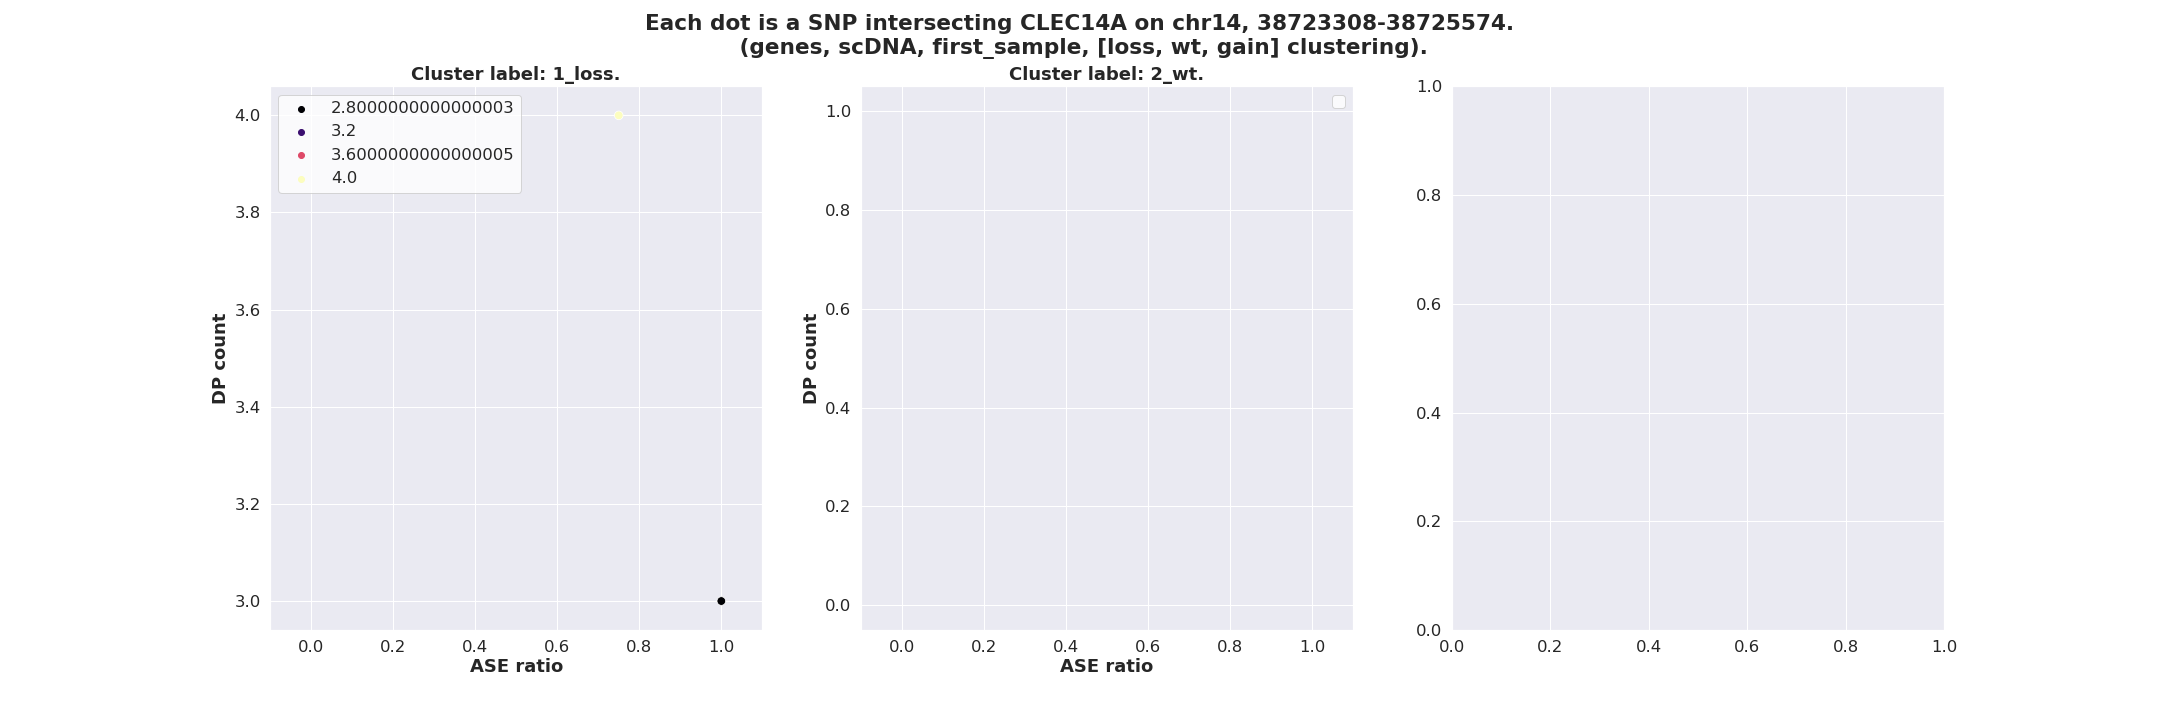 Each dot is a SNP intersecting CLEC14A on chr14, 38723308-38725574.
(genes, scDNA, first_sample, [loss, wt, gain] clustering).
Cluster label: 1_loss.
2.8000000000000003
3.2
3.6000000000000005
4.0
4.0
3.8
3.6
3.4
3.2
3.0
DP count
0.0 0.2 0.4 0.6 0.8 1.0
ASE ratio
Cluster label: 2_wt.
1.0
0.8
0.6
0.4
0.2
0.0
DP count
0.0 0.2 0.4 0.6 0.8 1.0
ASE ratio
1.0
0.8
0.6
0.4
0.2
0.0
0.0 0.2 0.4 0.6 0.8 1.0